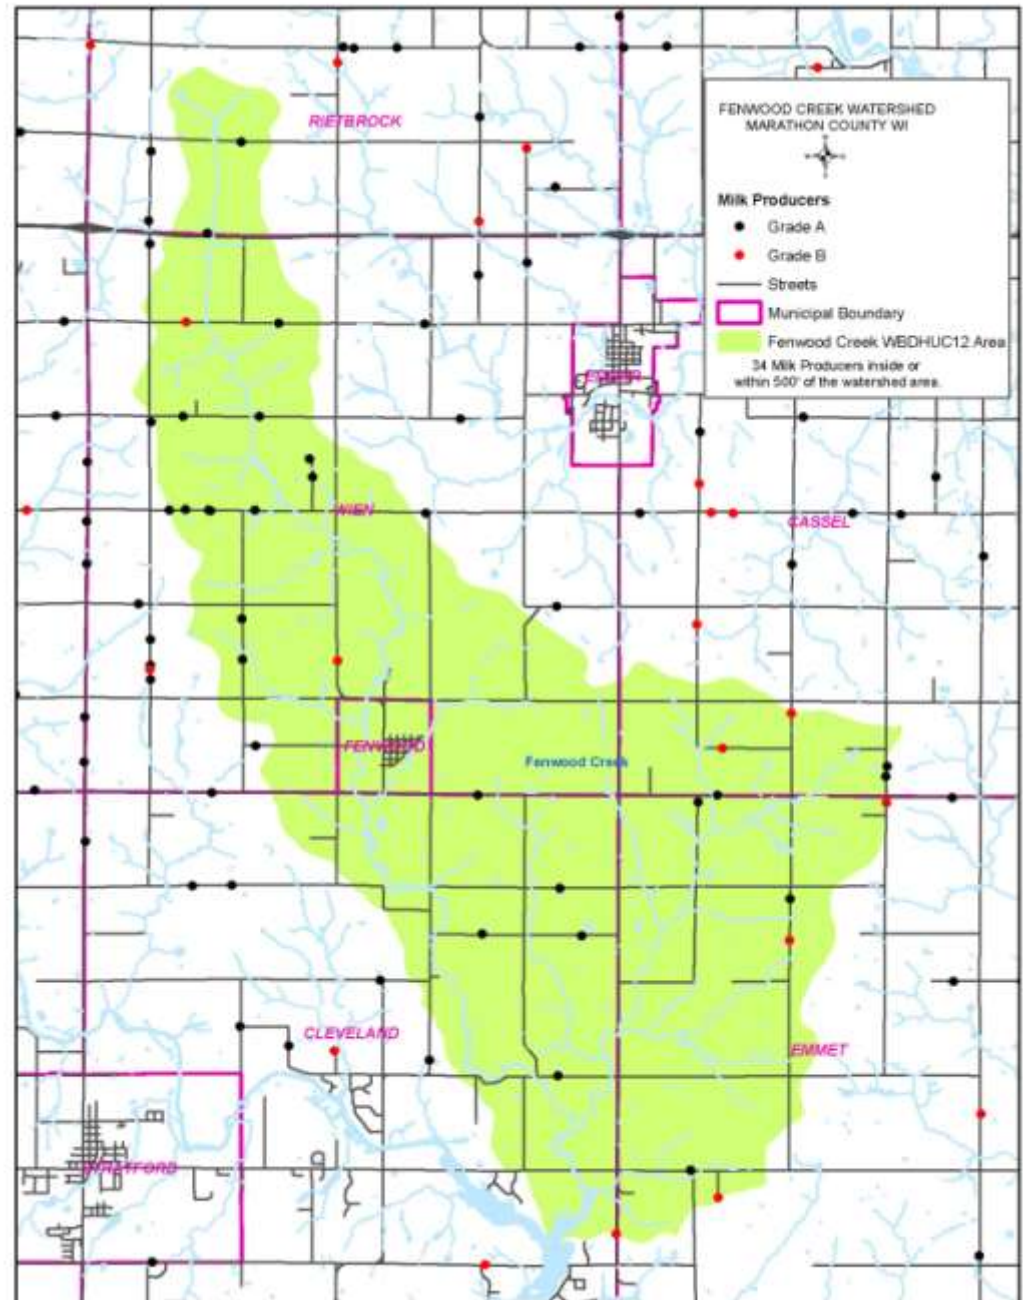 RIETBROCK
FENWOOD CREEK WATERSHED
MARATHON COUNTY WI
Milk Producers
Grade A
Grade B
Streets
Municipal Boundary
Fenwood Creek WBDHUC12 Area
34 Milk Producers inside or
within 500' of the watershed area.
WIEN
CASSEL
FENWOOD
Fenwood Creek
CLEVELAND
EMMET
STRATFORD